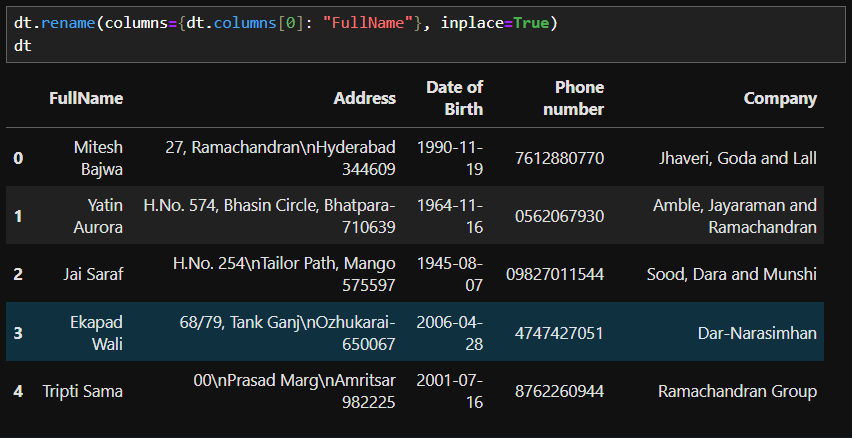 dt.rename(columns={dt.columns[0]: "FullName"}, inplace=True)
dt
FullName Address Date of Birth Phone number Company
0 Mitesh Bajwa 27, Ramachandran\nHyderabad 344609 1990-11-19 7612880770 Jhaveri, Goda and Lall
1 Yatin Aurora H.No. 574, Bhasin Circle, Bhatpara-710639 1964-11-16 0562067930 Amble, Jayaraman and Ramachandran
2 Jai Saraf H.No. 254\nTailor Path, Mango 575597 1945-08-07 09827011544 Sood, Dara and Munshi
3 Ekapad Wali 68/79, Tank Ganj\nOzhukarai-650067 2006-04-28 4747427051 Dar-Narasimhan
4 Tripti Sama 00\nPrasad Marg\nAmritsar 982225 2001-07-16 8762260944 Ramachandran Group